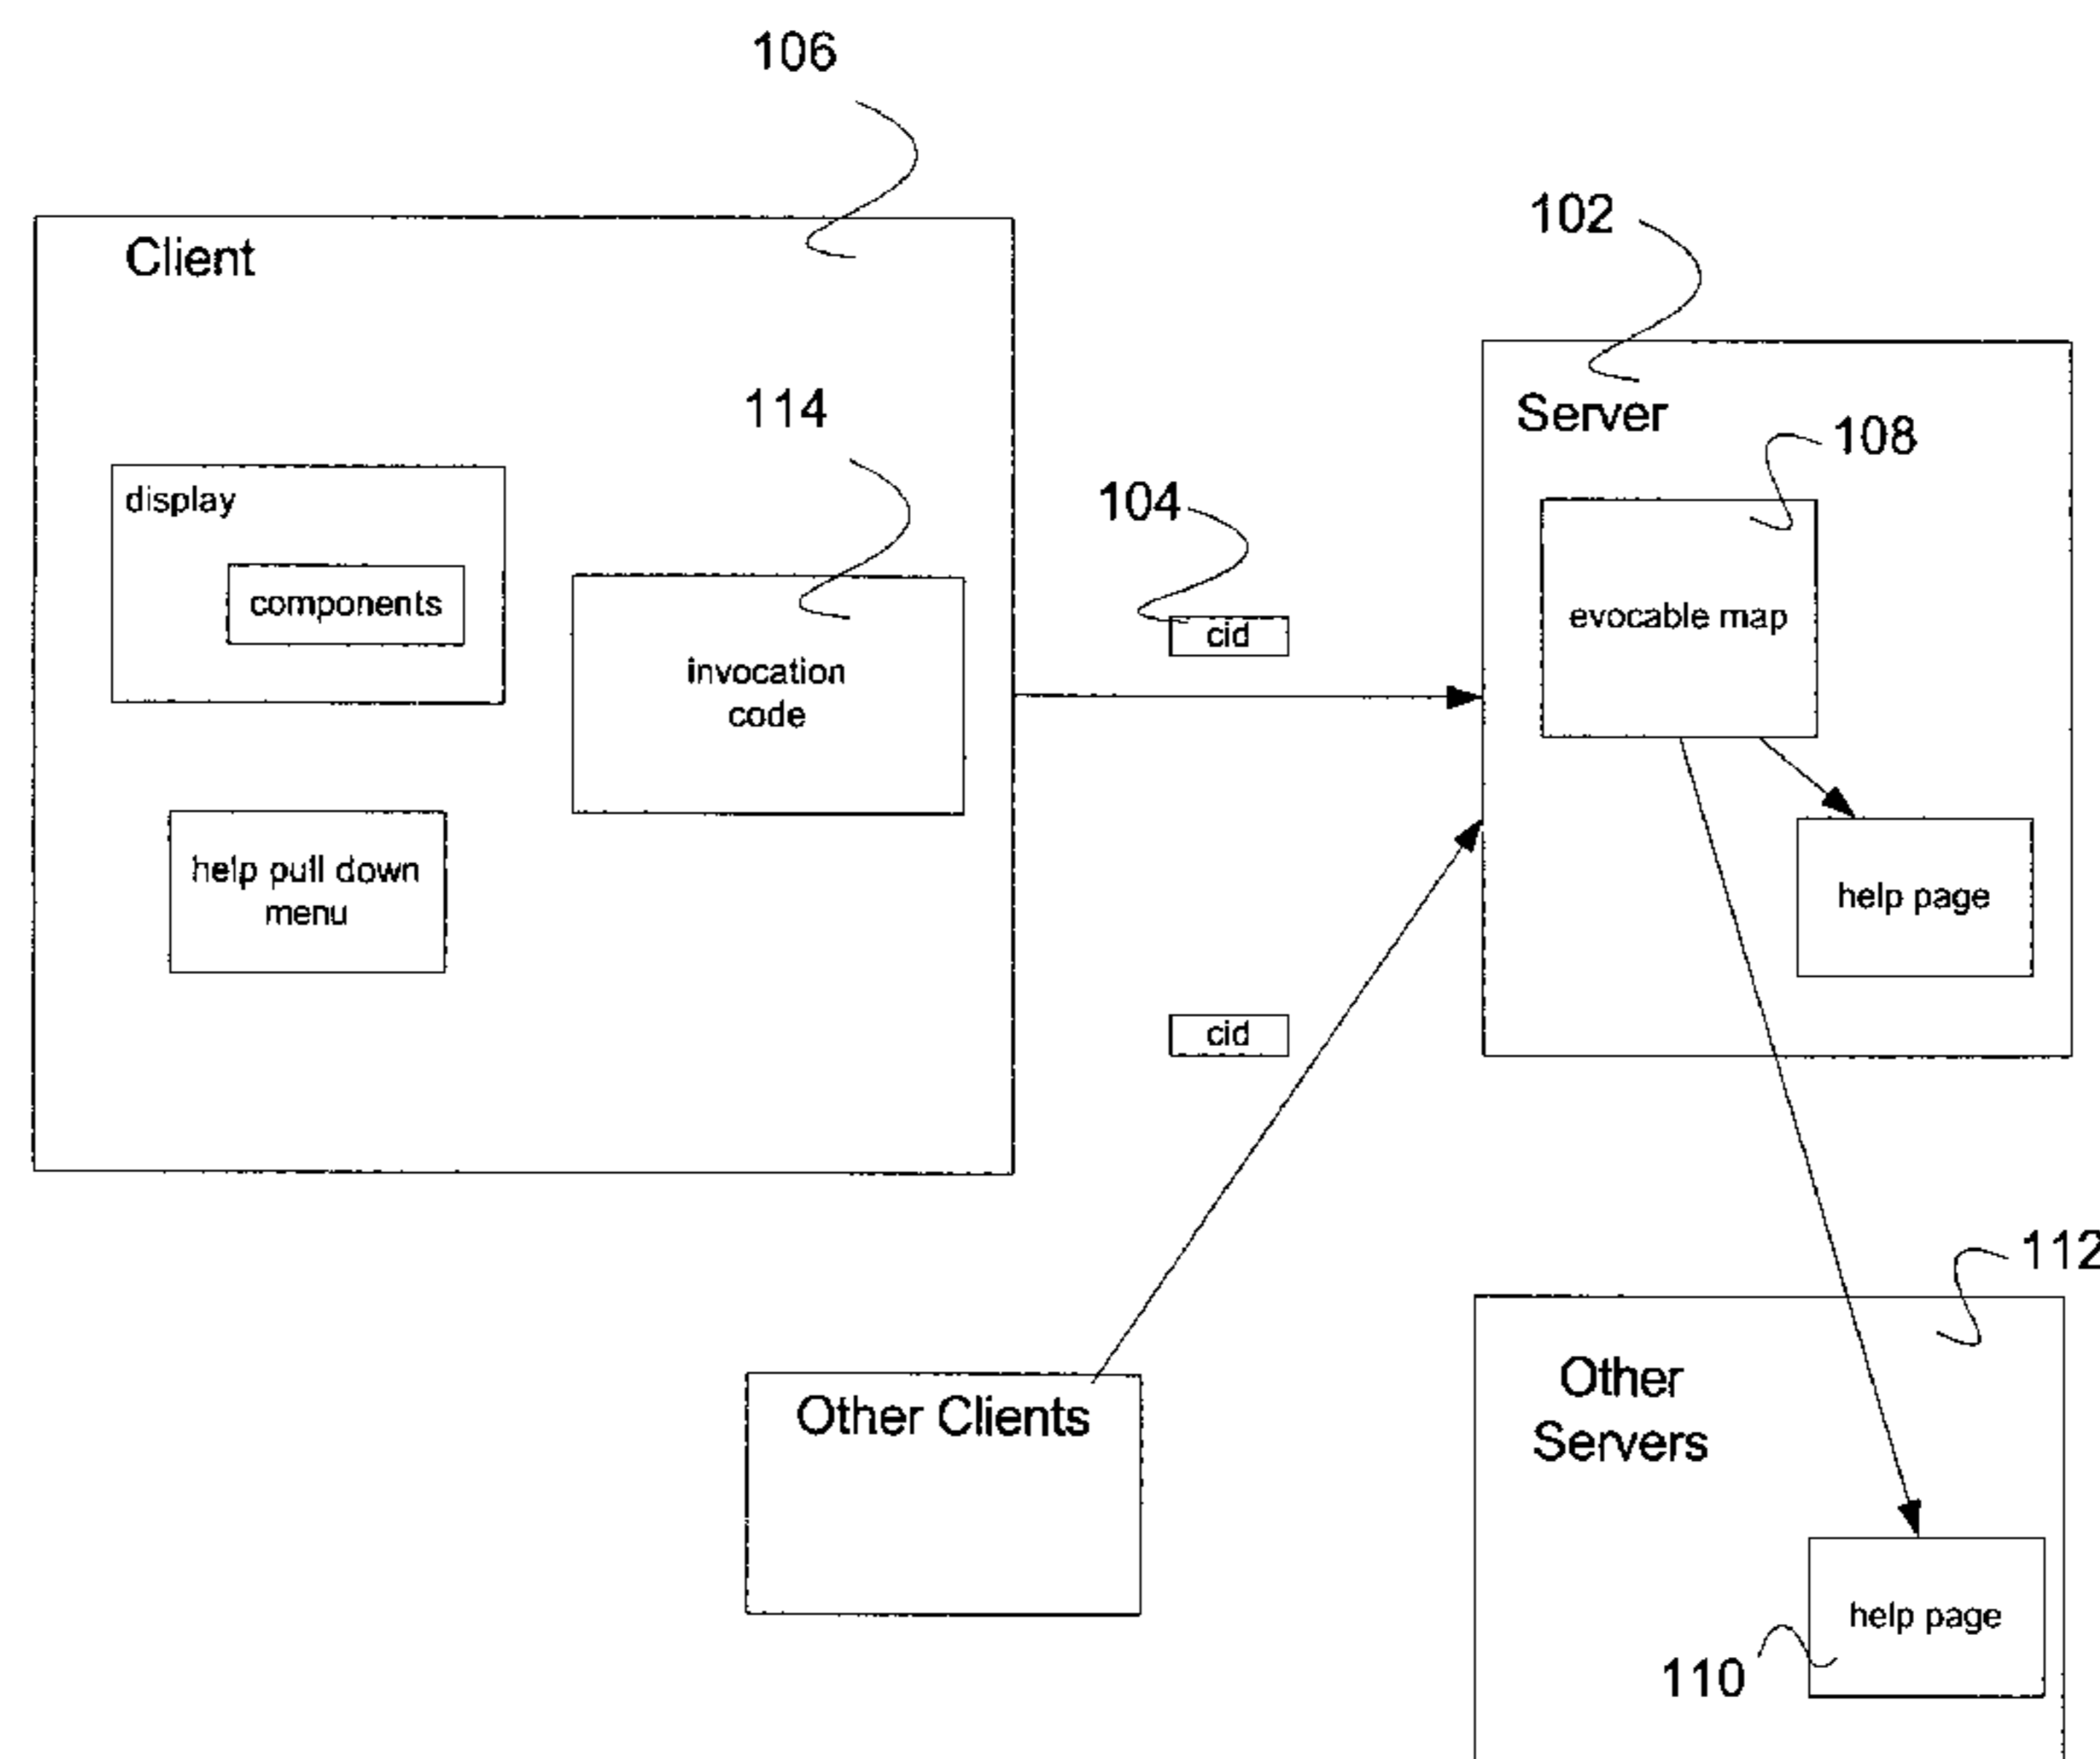 106
Client
102
Server
108
114
104
display
components
invocation
code
cid
evocable map
help pull down
menu
help page
cid
112
Other Clients
Other
Servers
help page
110